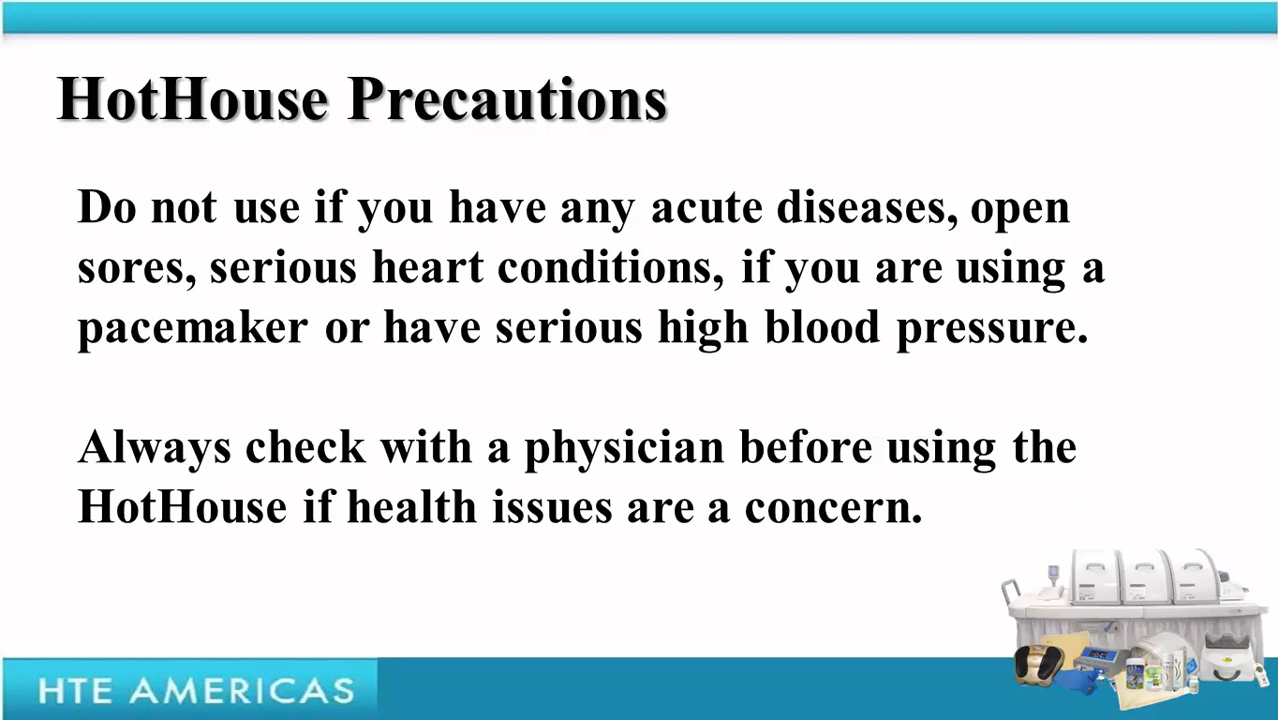 HotHouse Precautions
Do not use if you have any acute diseases, open
sores, serious heart conditions, if you are using a
pacemaker or have serious high blood pressure.
Always check with a physician before using the
HotHouse if health issues are a concern.
HTE AMERICAS